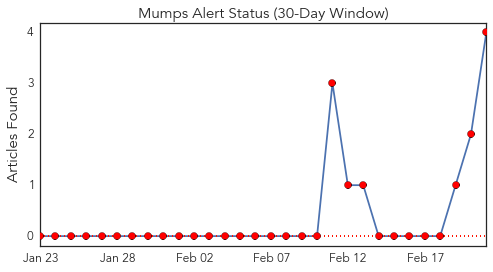 Mumps Alert Status (30-Day Window)
Articles Found
4
3
2
1
0
Jan 23 Jan 28 Feb 02 Feb 07 Feb 12 Feb 17